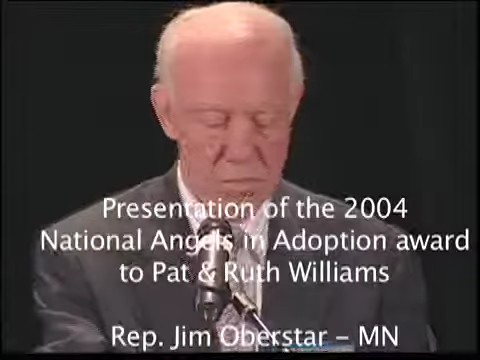 Presentation of the 2004
National Angels in Adoption award
to Pat & Ruth Williams
Rep. Jim Oberstar – MN